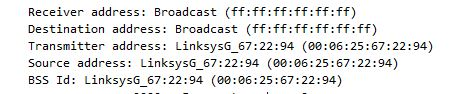 Receiver address: Broadcast (ff:ff:ff:ff:ff:ff)
Destination address: Broadcast (ff:ff:ff:ff:ff:ff)
Transmitter address: LinksysG_67:22:94 (00:06:25:67:22:94)
Source address: LinksysG_67:22:94 (00:06:25:67:22:94)
BSS Id: LinksysG_67:22:94 (00:06:25:67:22:94)